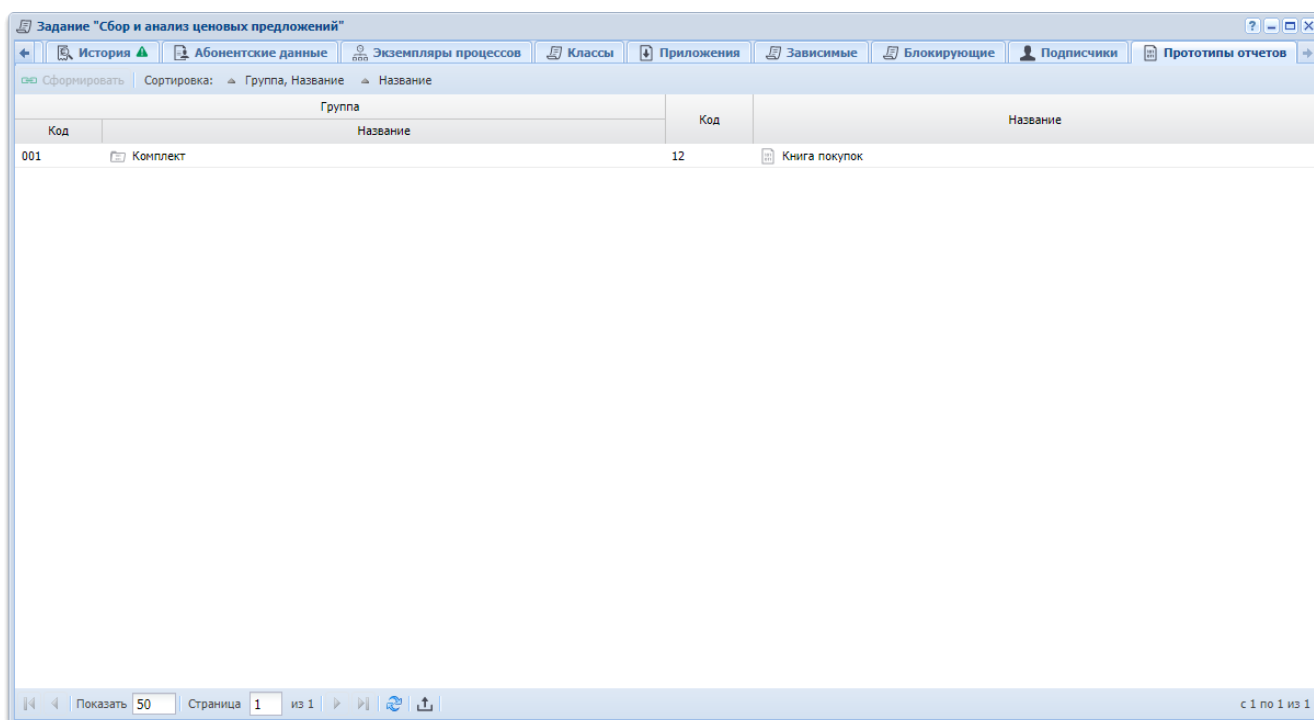 Задание "Сбор и анализ ценовых предложений"
История Абонентские данные Экземпляры процессов Классы Приложения Зависимые Блокирующие Подписчики Прототипы отчетов
Сформировать Сортировка: Группа, Название Название
Группа
Код Название
Код Название
001 Комплект 12 Книга покупок
Показать 50 Страница 1 из 1 с 1 по 1 из 1